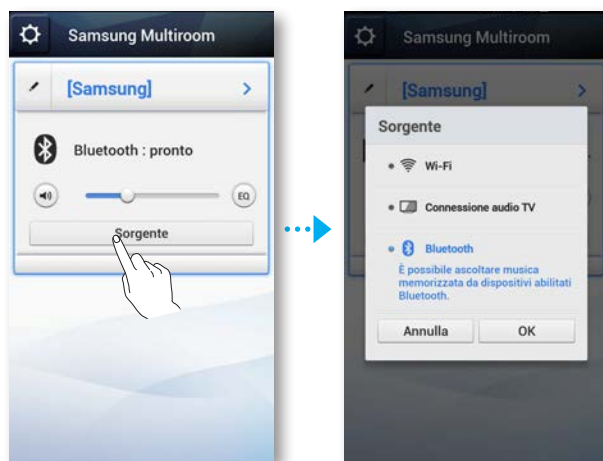 Samsung Multiroom
[Samsung]
Bluetooth : pronto
EQ
Sorgente
Samsung Multiroom
[Samsung]
Sorgente
Wi-Fi
Connessione audio TV
Bluetooth
È possibile ascoltare musica
memorizzata da dispositivi abilitati
Bluetooth.
Annulla OK